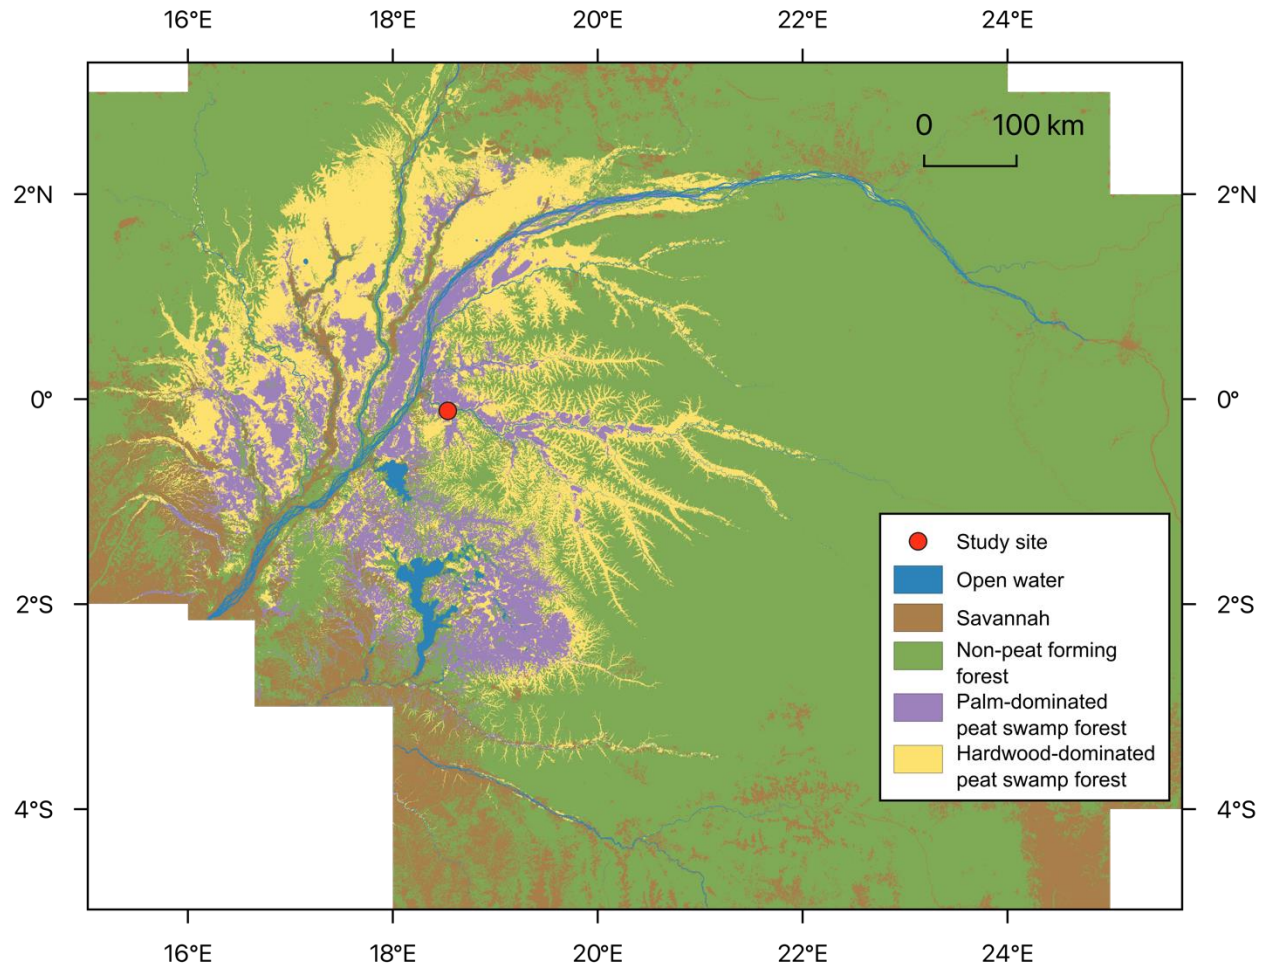 16°E 18°E 20°E 22°E 24°E
0 100 km
2°N 2°N
0° 0°
Study site
Open water
Savannah
Non-peat forming
forest
2°S 2°S
Palm-dominated
peat swamp forest
Hardwood-dominated
peat swamp forest
4°S 4°S
16°E 18°E 20°E 22°E 24°E